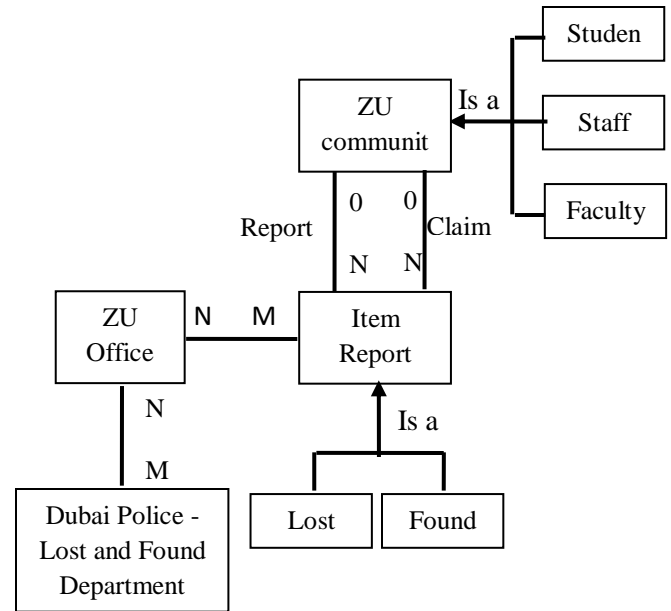 Studen
ZU
communit
Is a
Staff
Faculty
0 0
Report Claim
N N
ZU
Office
N M
Item
Report
N
M
Is a
Dubai Police -
Lost and Found
Department
Lost
Found